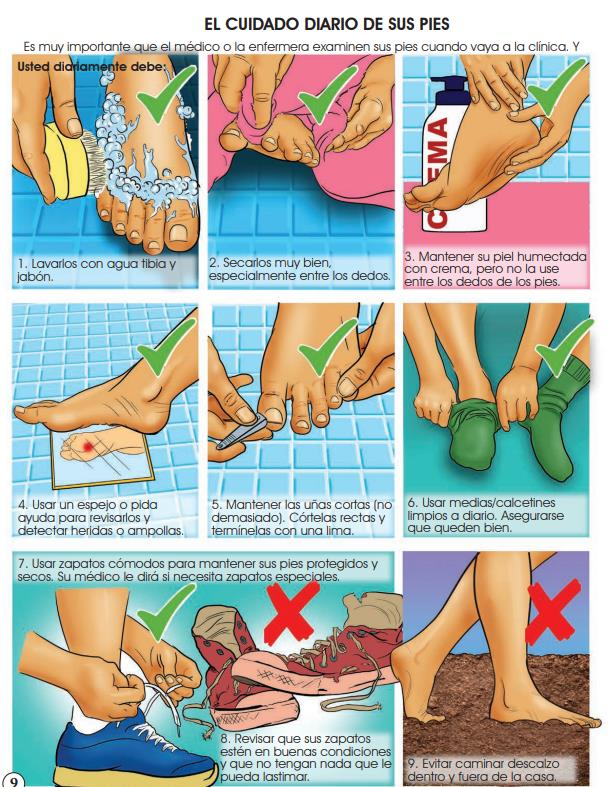 EL CUIDADO DIARIO DE SUS PIES
Es muy importante que el médico o la enfermera examinen sus pies cuando vaya a la clínica. Y
Usted diariamente debe:
1. Lavarlos con agua tibia y
jabón.
2. Secarlos muy bien,
especialmente entre los dedos.
CREMA
3. Mantener su piel humectada
con crema, pero no la use
entre los dedos de los pies.
4. Usar un espejo o pida
ayuda para revisarlos y
detectar heridas o ampollas.
5. Mantener las uñas cortas (no
demasiado). Córtelas rectas y
termínelas con una lima.
6. Usar medias/calcetines
limpios a diario. Asegurarse
que queden bien.
7. Usar zapatos cómodos para mantener sus pies protegidos y
secos. Su médico le dirá si necesita zapatos especiales.
8. Revisar que sus zapatos
estén en buenas condiciones
y que no tengan nada que le
pueda lastimar.
9. Evitar caminar descalzo
dentro y fuera de la casa.
9